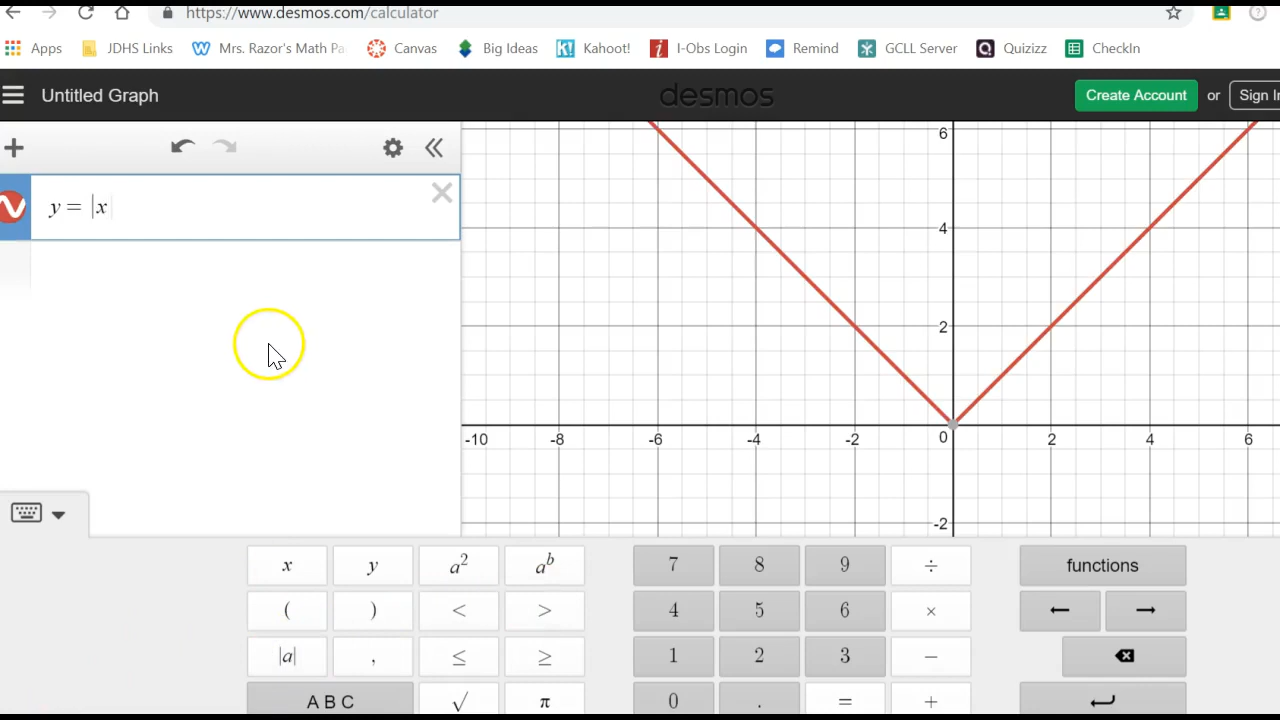 https://www.desmos.com/calculator
Apps JDHS Links Mrs. Razor's Math Pa Canvas Big Ideas Kahoot! I-Obs Login Remind GCLL Server Quizizz CheckIn
Untitled Graph desmos Create Account or Sign In
y = |x
6
4
2
-10 -8 -6 -4 -2 0 2 4 6
-2
x y a² aᵇ 7 8 9 ÷ functions
( ) < > 4 5 6 ×
|a| , ≤ ≥ 1 2 3 −
A B C √ π 0 . = +